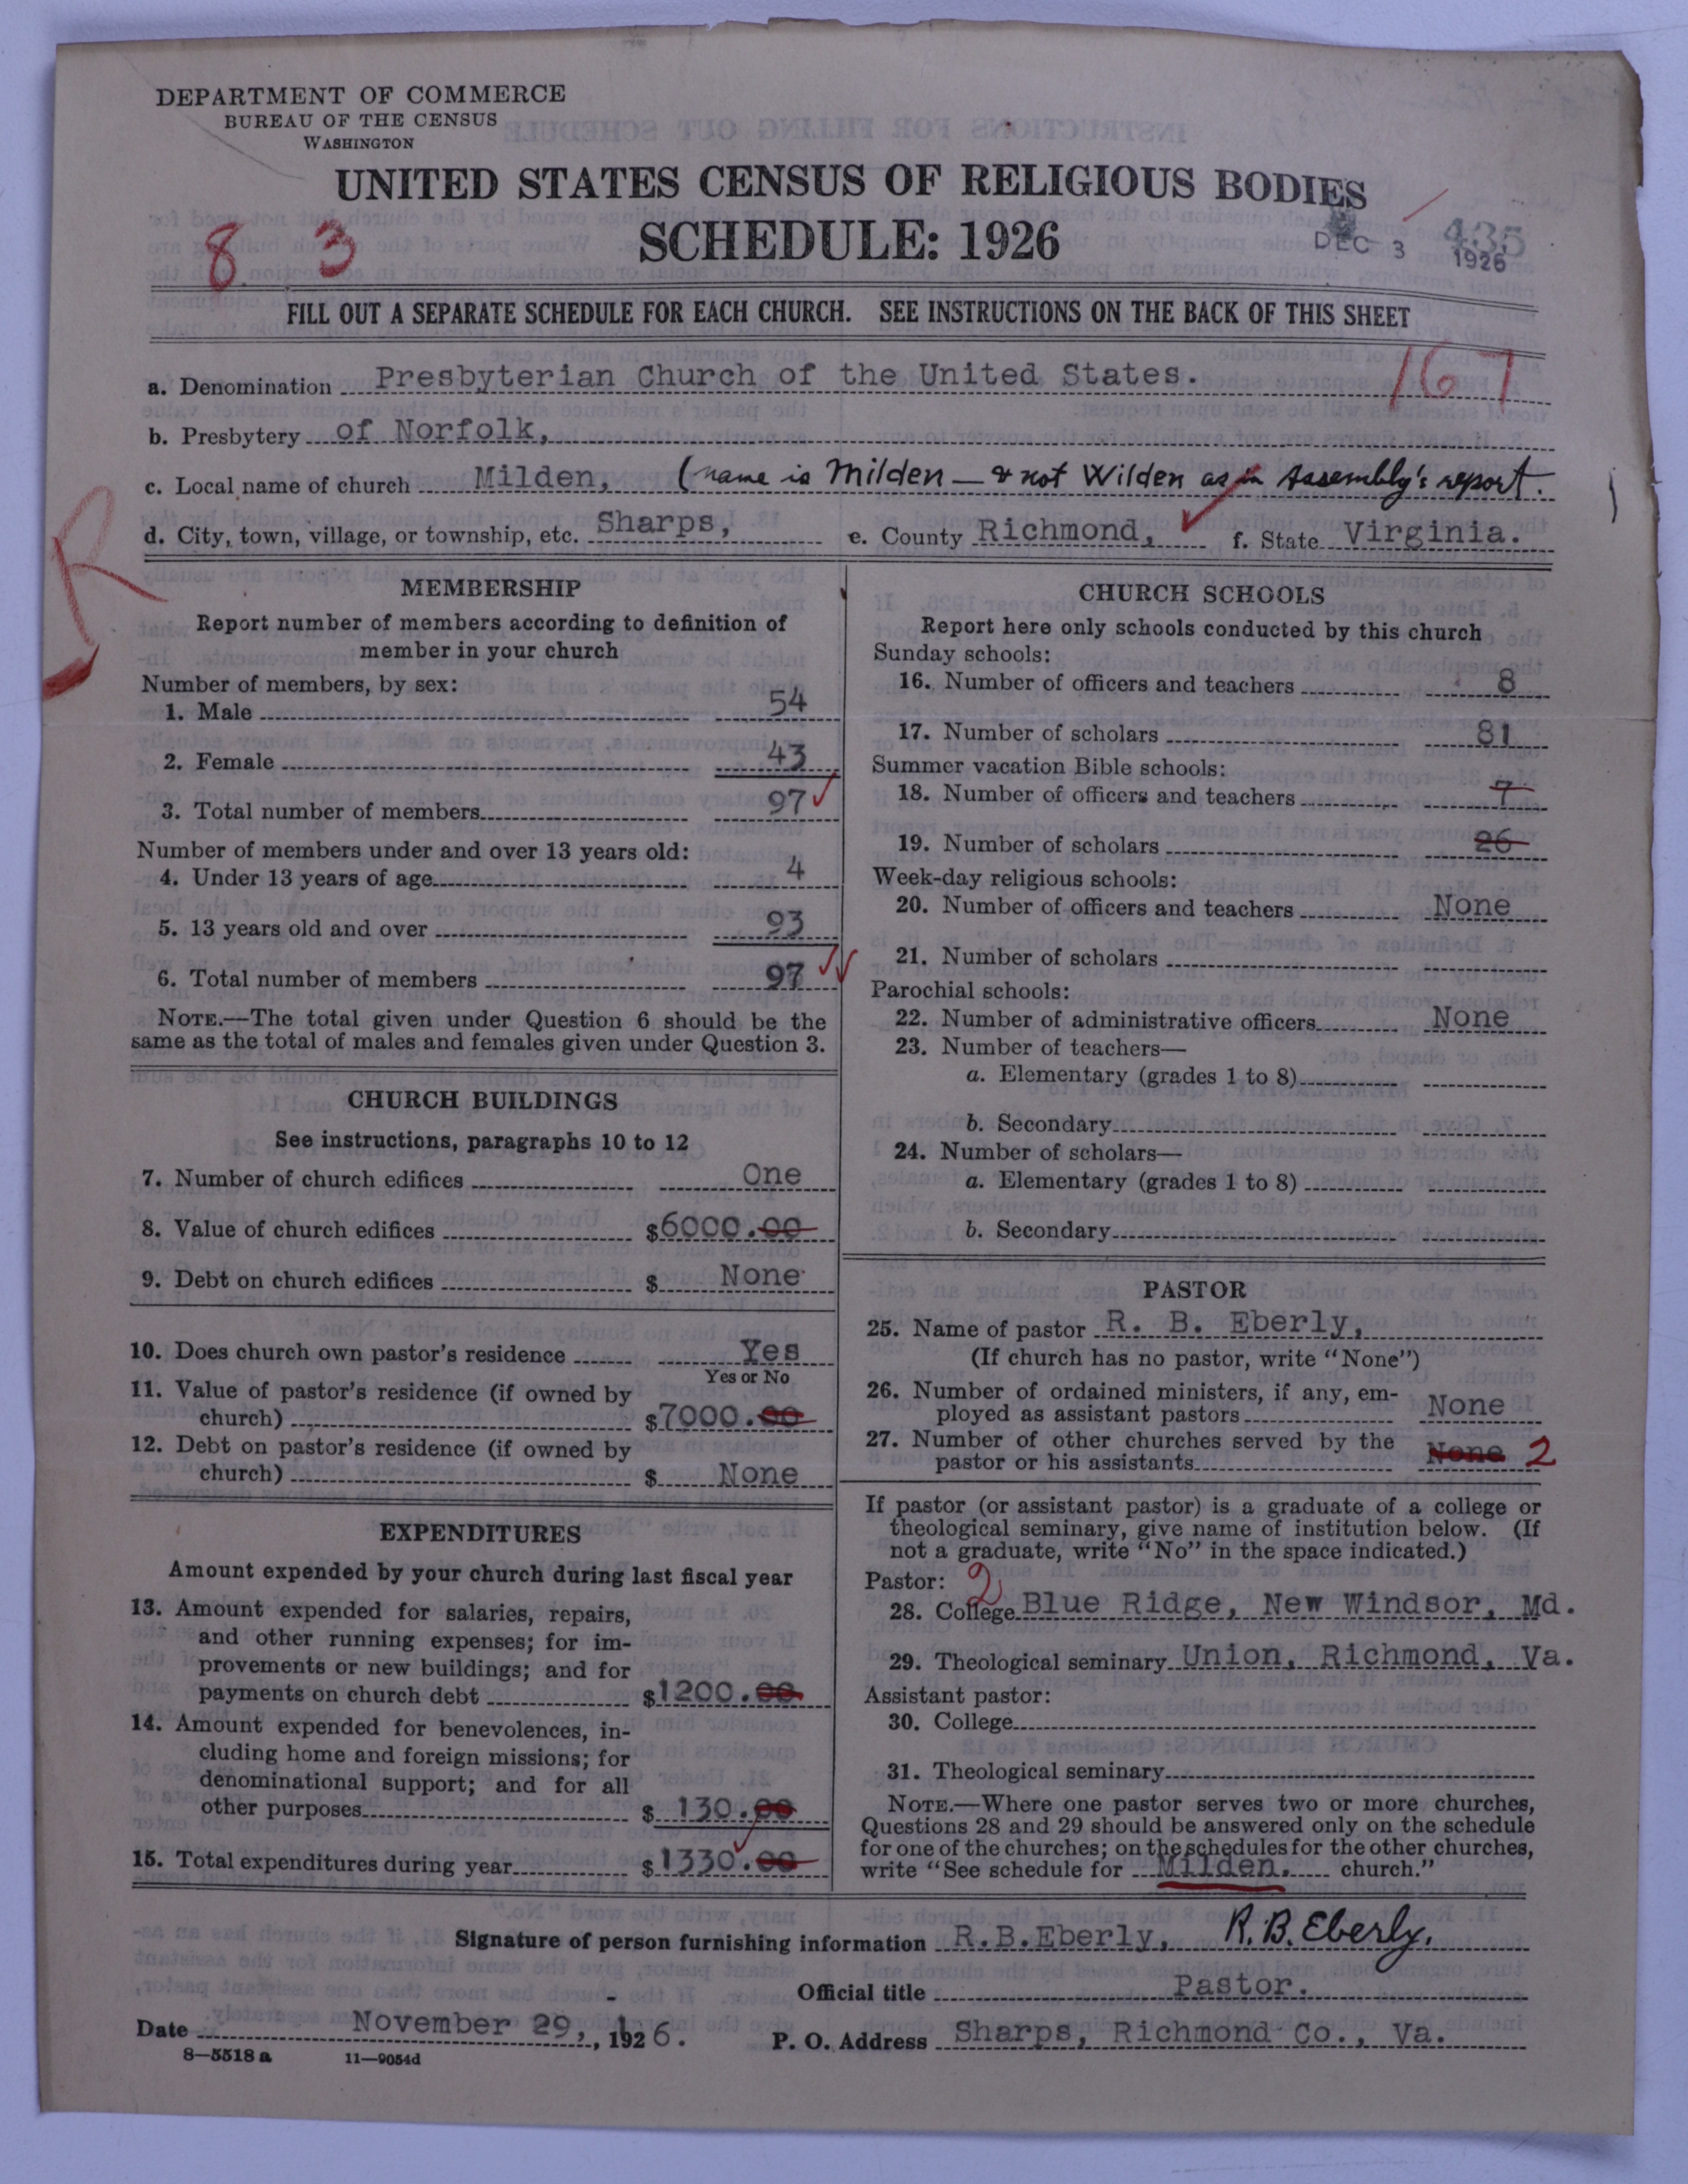 DEPARTMENT OF COMMERCE
BUREAU OF THE CENSUS
WASHINGTON
UNITED STATES CENSUS OF RELIGIOUS BODIES
SCHEDULE: 1926
8 3
DEC 3 1926
435
FILL OUT A SEPARATE SCHEDULE FOR EACH CHURCH. SEE INSTRUCTIONS ON THE BACK OF THIS SHEET
a. Denomination Presbyterian Church of the United States. 167
b. Presbytery of Norfolk,
c. Local name of church Milden, (name is Milden — & not Wilden as in Assembly's report.
d. City, town, village, or township, etc. Sharps, e. County Richmond, f. State Virginia.
R
MEMBERSHIP
Report number of members according to definition of
member in your church
Number of members, by sex:
1. Male 54
2. Female 43
3. Total number of members 97
Number of members under and over 13 years old:
4. Under 13 years of age 4
5. 13 years old and over 93
6. Total number of members 97
NOTE.—The total given under Question 6 should be the
same as the total of males and females given under Question 3.
CHURCH BUILDINGS
See instructions, paragraphs 10 to 12
7. Number of church edifices One
8. Value of church edifices $6000.00
9. Debt on church edifices $ None
10. Does church own pastor's residence Yes
Yes or No
11. Value of pastor's residence (if owned by
church) $7000.00
12. Debt on pastor's residence (if owned by
church) $ None
EXPENDITURES
Amount expended by your church during last fiscal year
13. Amount expended for salaries, repairs,
and other running expenses; for im-
provements or new buildings; and for
payments on church debt $1200.00
14. Amount expended for benevolences, in-
cluding home and foreign missions; for
denominational support; and for all
other purposes $ 130.00
15. Total expenditures during year $1330.00
CHURCH SCHOOLS
Report here only schools conducted by this church
Sunday schools:
16. Number of officers and teachers 8
17. Number of scholars 81
Summer vacation Bible schools:
18. Number of officers and teachers 7
19. Number of scholars 26
Week-day religious schools:
20. Number of officers and teachers None
21. Number of scholars
Parochial schools:
22. Number of administrative officers None
23. Number of teachers—
a. Elementary (grades 1 to 8)
b. Secondary
24. Number of scholars—
a. Elementary (grades 1 to 8)
b. Secondary
PASTOR
25. Name of pastor R. B. Eberly,
(If church has no pastor, write "None")
26. Number of ordained ministers, if any, em-
ployed as assistant pastors None
27. Number of other churches served by the
pastor or his assistants None 2
If pastor (or assistant pastor) is a graduate of a college or
theological seminary, give name of institution below. (If
not a graduate, write "No" in the space indicated.)
Pastor: 2
28. College Blue Ridge, New Windsor, Md.
29. Theological seminary Union, Richmond, Va.
Assistant pastor:
30. College
31. Theological seminary
NOTE.—Where one pastor serves two or more churches,
Questions 28 and 29 should be answered only on the schedule
for one of the churches; on the schedules for the other churches,
write "See schedule for Milden. church."
Signature of person furnishing information R.B.Eberly, R.B. Eberly.
Official title Pastor.
Date November 29, 1926. P. O. Address Sharps, Richmond Co., Va.
8—5518 a 11—9054d